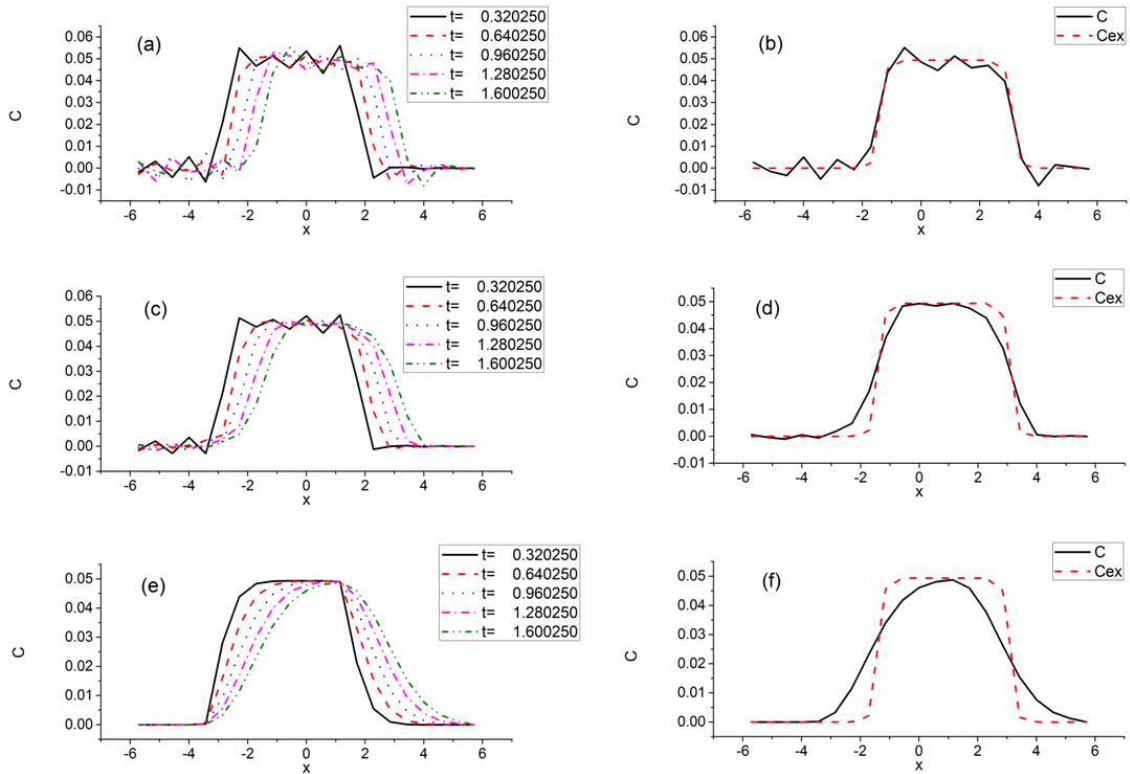 (a)
t= 0.320250
t= 0.640250
t= 0.960250
t= 1.280250
t= 1.600250
0.06
0.05
0.04
0.03
0.02
0.01
0.00
-0.01
C
-6 -4 -2 0 2 4 6
x
(b)
C
Cex
0.06
0.05
0.04
0.03
0.02
0.01
0.00
-0.01
C
-6 -4 -2 0 2 4 6
x
(c)
t= 0.320250
t= 0.640250
t= 0.960250
t= 1.280250
t= 1.600250
0.06
0.05
0.04
0.03
0.02
0.01
0.00
-0.01
C
-6 -4 -2 0 2 4 6
x
(d)
C
Cex
0.05
0.04
0.03
0.02
0.01
0.00
-0.01
C
-6 -4 -2 0 2 4 6
x
(e)
t= 0.320250
t= 0.640250
t= 0.960250
t= 1.280250
t= 1.600250
0.05
0.04
0.03
0.02
0.01
0.00
C
-6 -4 -2 0 2 4 6
x
(f)
C
Cex
0.05
0.04
0.03
0.02
0.01
0.00
C
-6 -4 -2 0 2 4 6
x